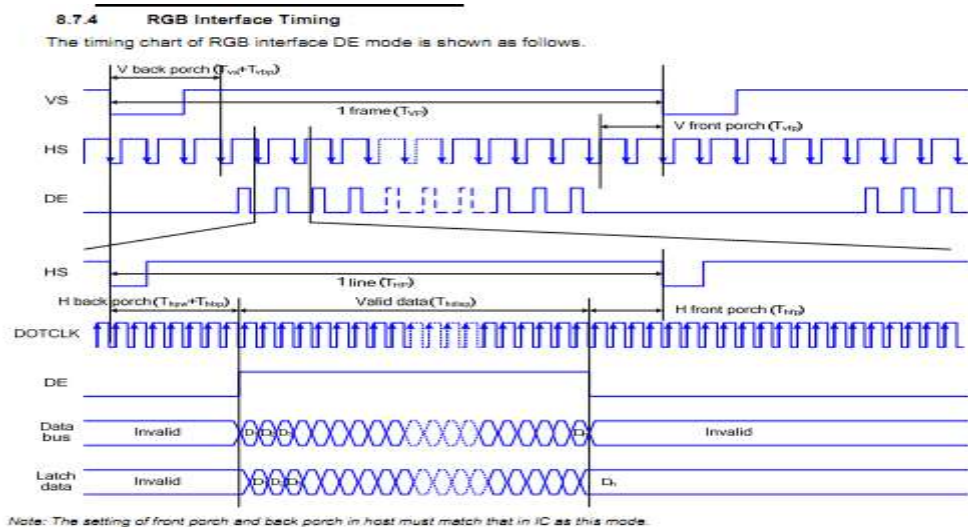 8.7.4 RGB Interface Timing
The timing chart of RGB interface DE mode is shown as follows.
V back porch (Tvs+Tvbp)
VS
1 frame (TVP)
V front porch (Tvfp)
HS
DE
HS
1 line (THP)
H back porch (Thpw+Thbp)
Valid data (Thdisp)
H front porch (Thfp)
DOTCLK
DE
Data bus
Invalid
Invalid
Latch data
Invalid
Dn
Note: The setting of front porch and back porch in host must match that in IC as this mode.